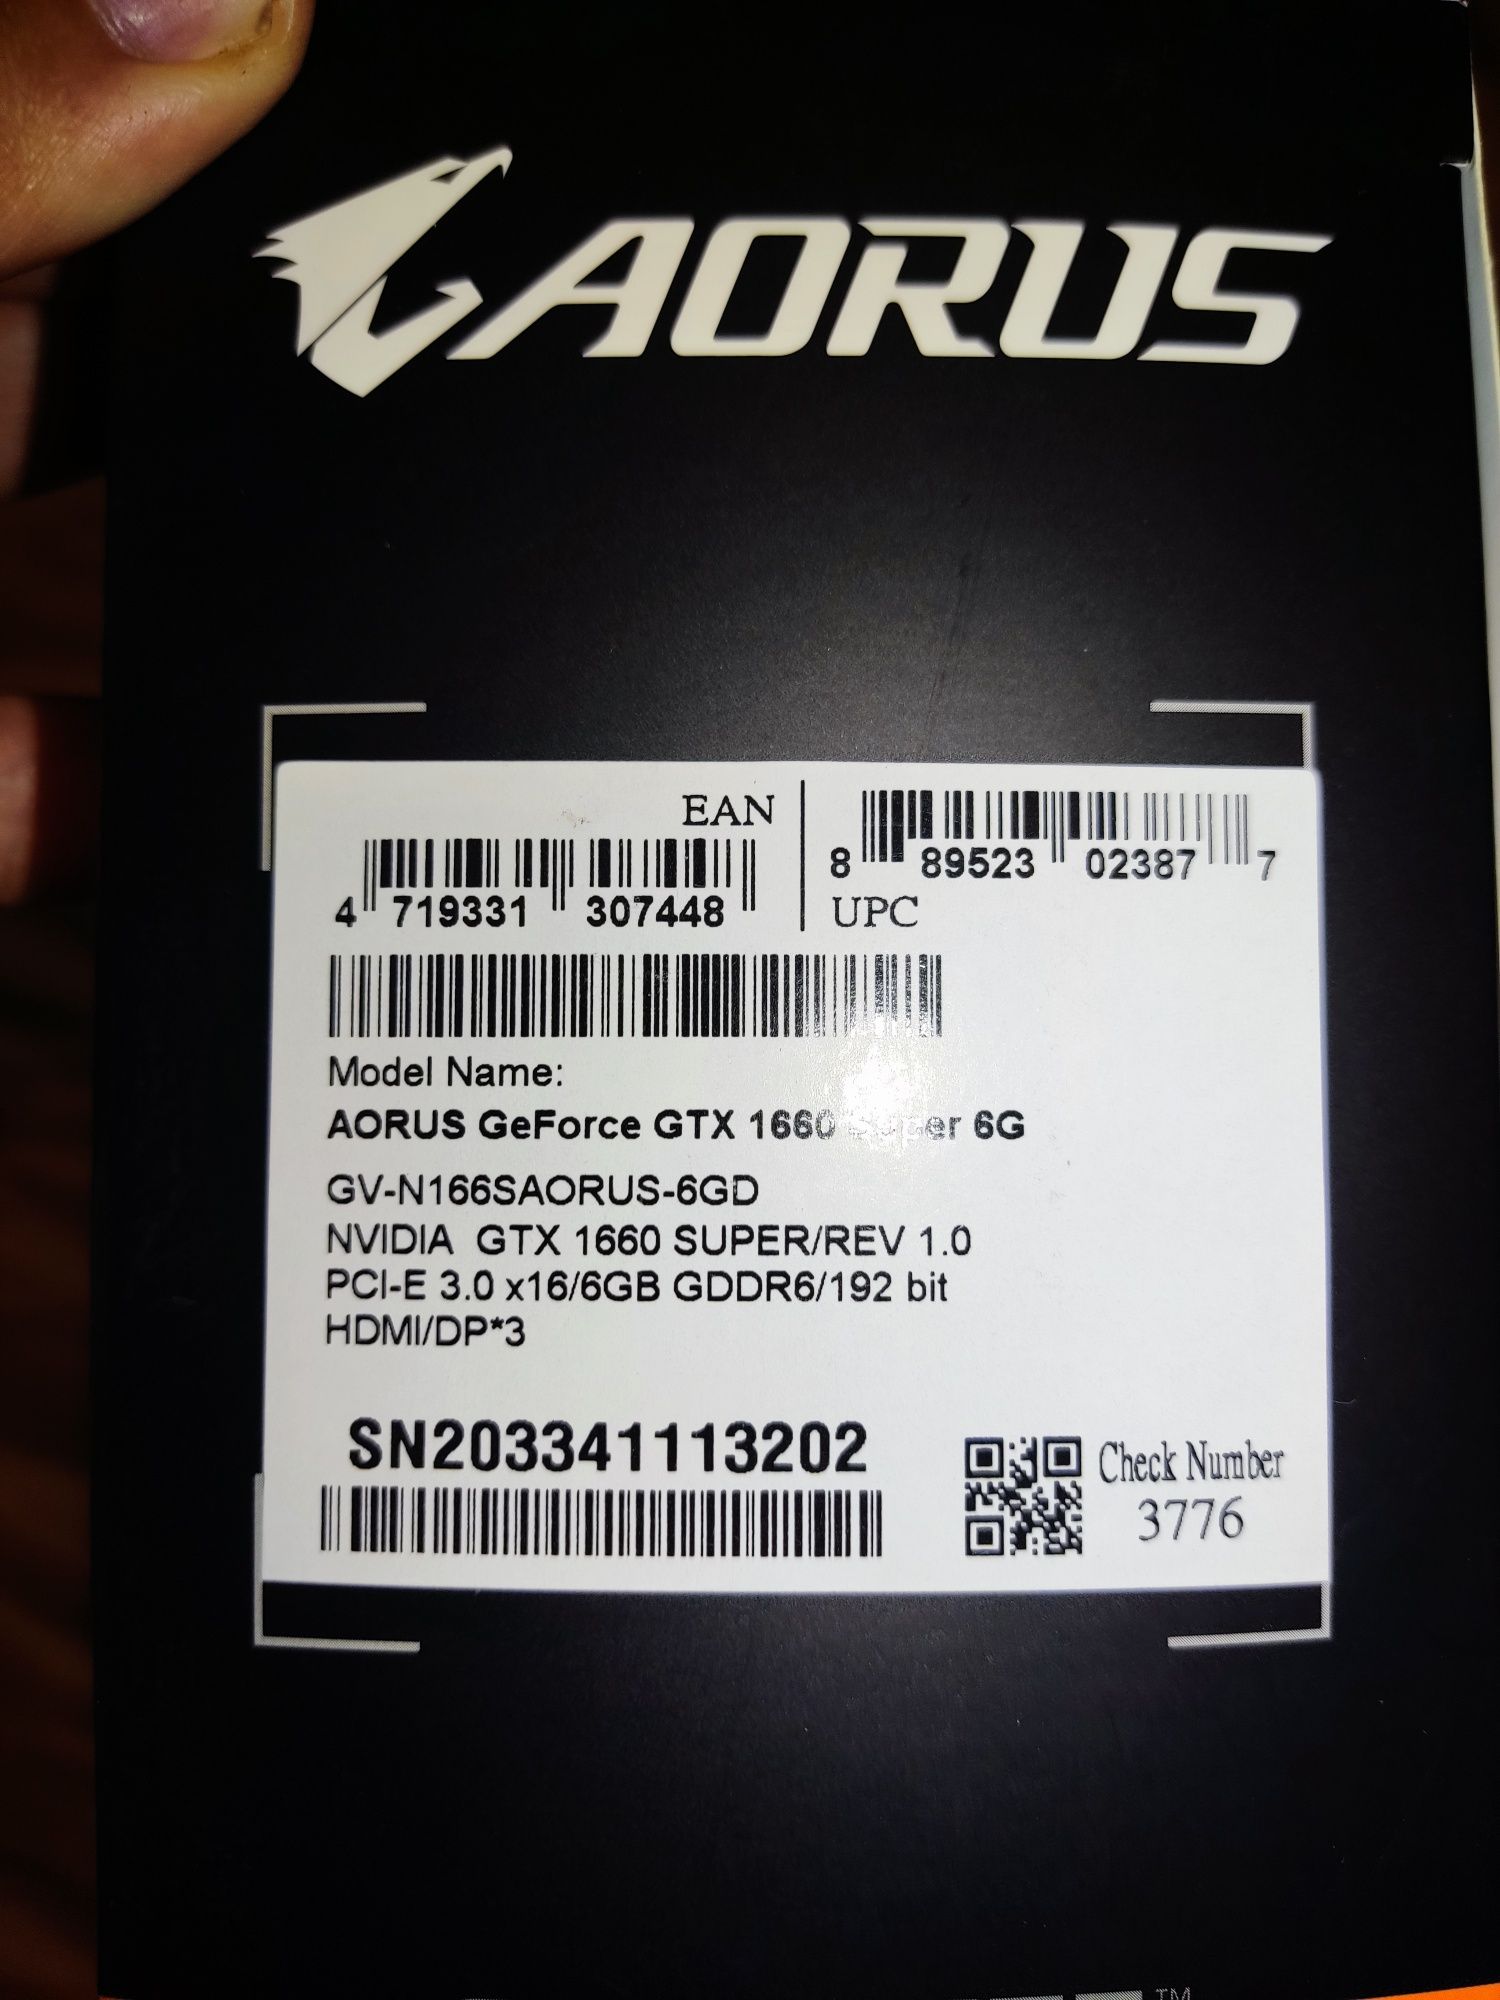 AORUS
EAN
4 719331 307448
8 89523 02387 7
UPC
Model Name:
AORUS GeForce GTX 1660 Super 6G
GV-N166SAORUS-6GD
NVIDIA GTX 1660 SUPER/REV 1.0
PCI-E 3.0 x16/6GB GDDR6/192 bit
HDMI/DP*3
SN203341113202
Check Number
3776
TM